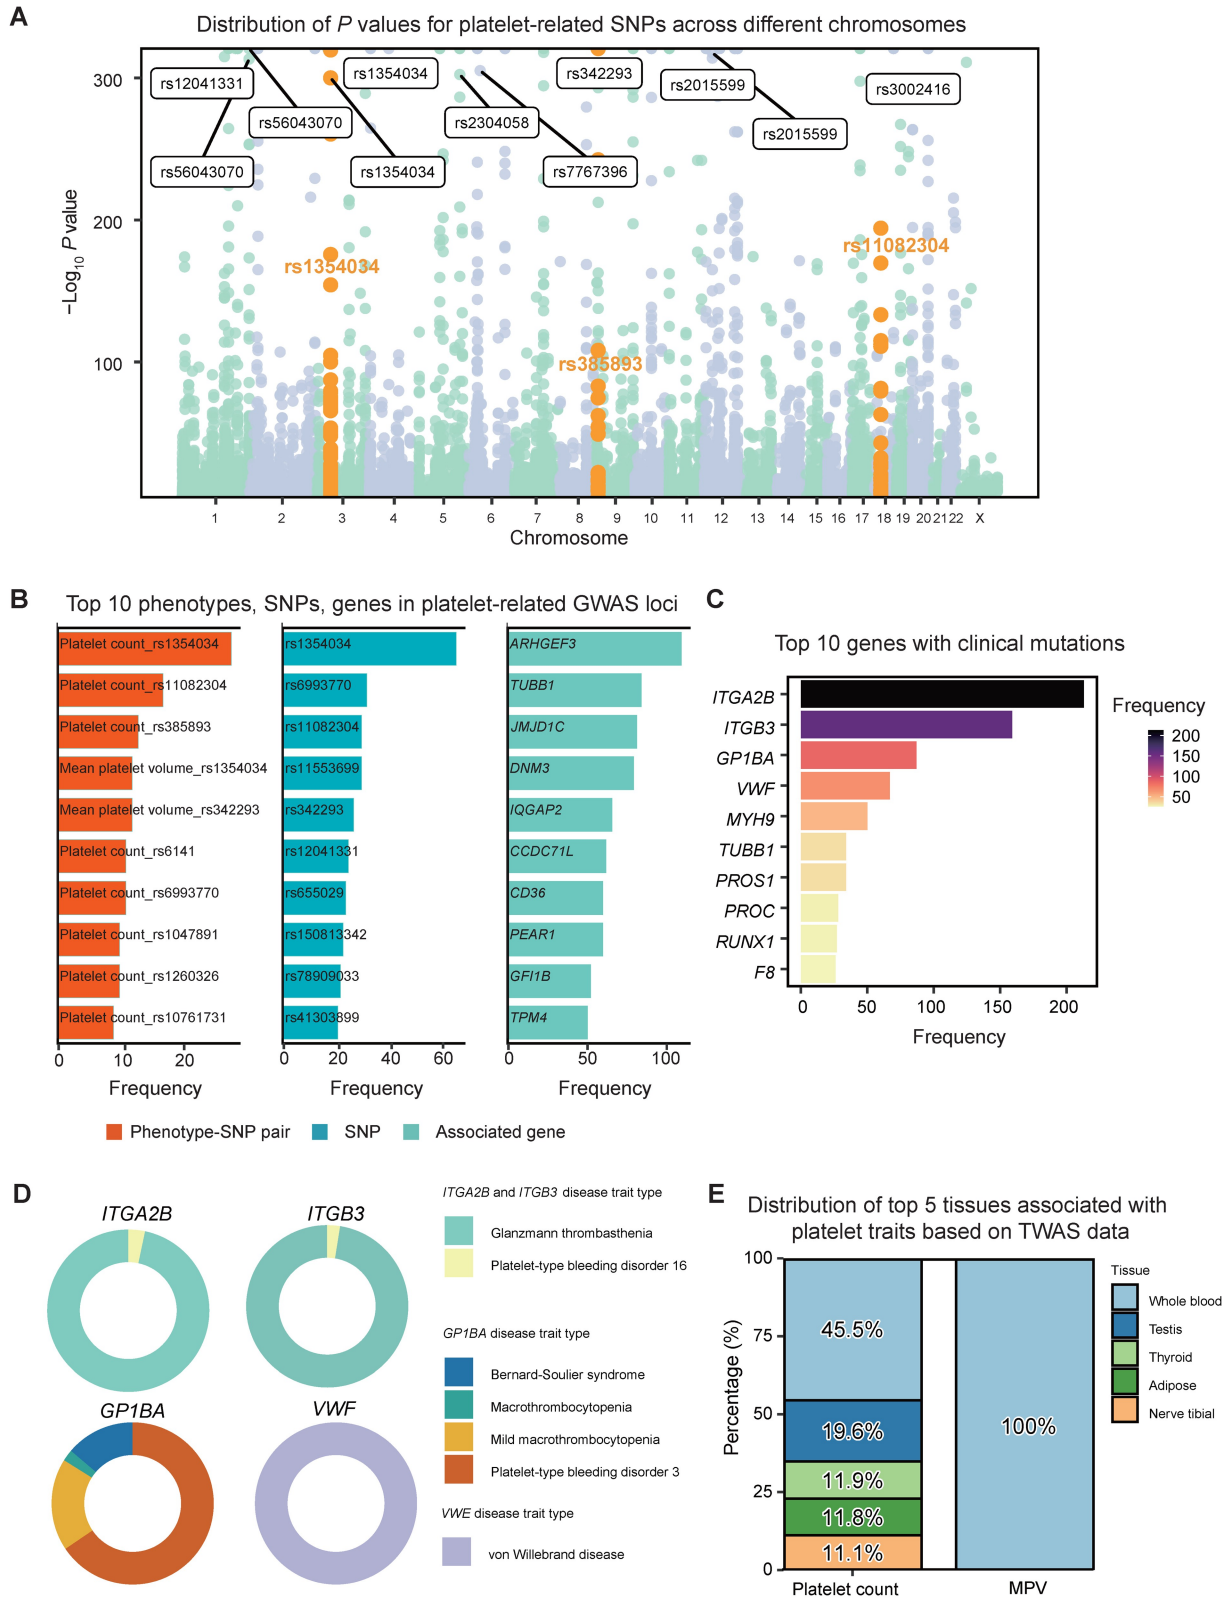 A
Distribution of P values for platelet-related SNPs across different chromosomes
−Log10 P value
300
200
100
rs12041331
rs56043070
rs56043070
rs1354034
rs1354034
rs2304058
rs7767396
rs342293
rs2015599
rs2015599
rs3002416
rs1354034
rs385893
rs11082304
1 2 3 4 5 6 7 8 9 10 11 12 13 14 15 16 17 18 19 20 21 22 X
Chromosome
B
Top 10 phenotypes, SNPs, genes in platelet-related GWAS loci
Platelet count_rs1354034
Platelet count_rs11082304
Platelet count_rs385893
Mean platelet volume_rs1354034
Mean platelet volume_rs342293
Platelet count_rs6141
Platelet count_rs6993770
Platelet count_rs1047891
Platelet count_rs1260326
Platelet count_rs10761731
0 10 20
Frequency
rs1354034
rs6993770
rs11082304
rs11553699
rs342293
rs12041331
rs655029
rs150813342
rs78909033
rs41303899
0 20 40 60
Frequency
ARHGEF3
TUBB1
JMJD1C
DNM3
IQGAP2
CCDC71L
CD36
PEAR1
GFI1B
TPM4
0 50 100
Frequency
Phenotype-SNP pair
SNP
Associated gene
C
Top 10 genes with clinical mutations
ITGA2B
ITGB3
GP1BA
VWF
MYH9
TUBB1
PROS1
PROC
RUNX1
F8
0 50 100 150 200
Frequency
Frequency
200
150
100
50
D
ITGA2B
ITGB3
GP1BA
VWF
ITGA2B and ITGB3 disease trait type
Glanzmann thrombasthenia
Platelet-type bleeding disorder 16
GP1BA disease trait type
Bernard-Soulier syndrome
Macrothrombocytopenia
Mild macrothrombocytopenia
Platelet-type bleeding disorder 3
VWE disease trait type
von Willebrand disease
E
Distribution of top 5 tissues associated with
platelet traits based on TWAS data
Percentage (%)
100
75
50
25
0
45.5%
19.6%
11.9%
11.8%
11.1%
100%
Platelet count
MPV
Tissue
Whole blood
Testis
Thyroid
Adipose
Nerve tibial